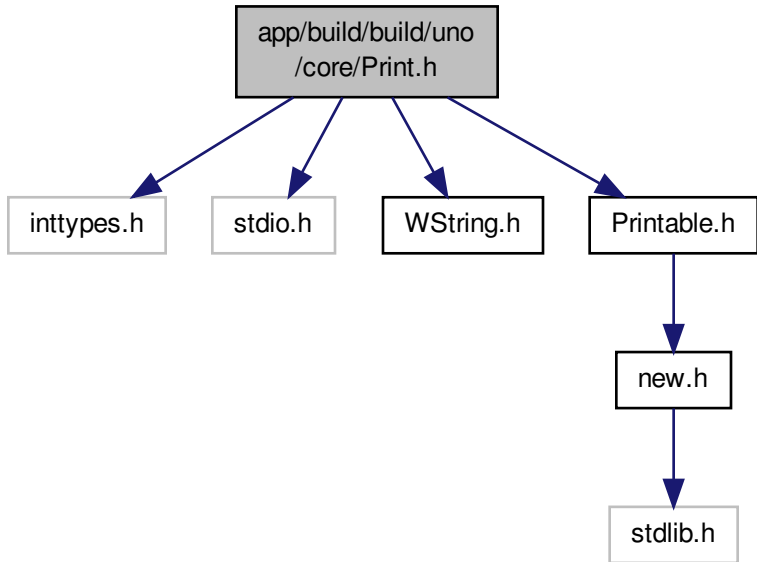 app/build/build/uno
/core/Print.h
inttypes.h
stdio.h
WString.h
Printable.h
new.h
stdlib.h